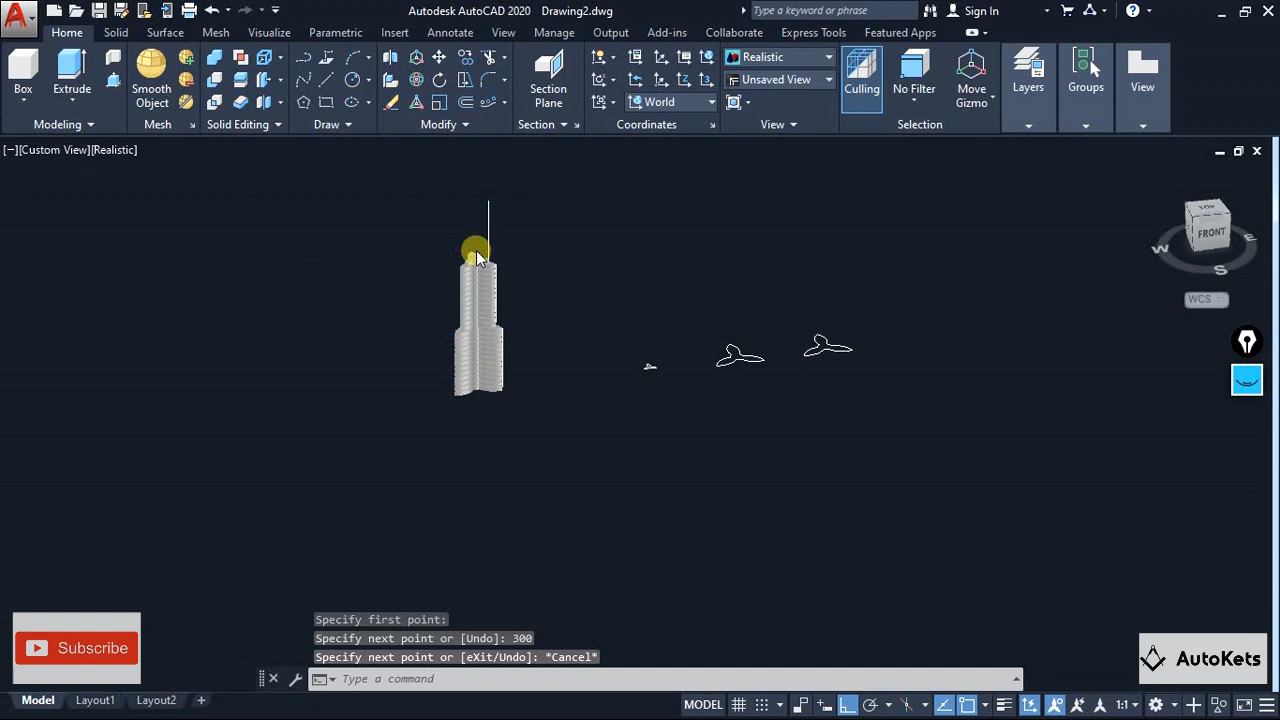 Autodesk AutoCAD 2020 Drawing2.dwg
Type a keyword or phrase
Sign In
Home Solid Surface Mesh Visualize Parametric Insert Annotate View Manage Output Add-ins Collaborate Express Tools Featured Apps
Realistic
Unsaved View
World
Box
Extrude
Smooth
Object
Section
Plane
Culling
No Filter
Move
Gizmo
Layers
Groups
View
Modeling
Mesh
Solid Editing
Draw
Modify
Section
Coordinates
View
Selection
[−][Custom View][Realistic]
TOP
FRONT
W
E
S
WCS
Specify first point:
Specify next point or [Undo]: 300
Specify next point or [eXit/Undo]: *Cancel*
Type a command
Subscribe
AutoKets
Model Layout1 Layout2
MODEL
1:1